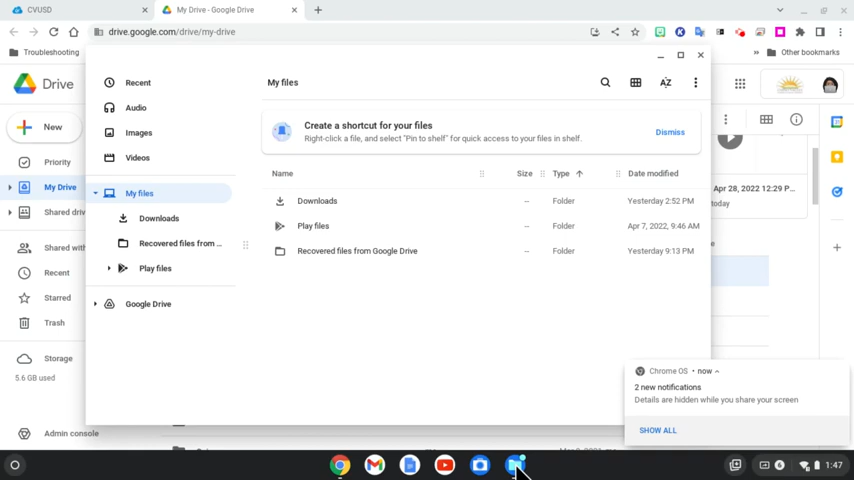 CVUSD
My Drive - Google Drive
drive.google.com/drive/my-drive
Troubleshooting
»
Other bookmarks
Drive
New
Priority
My Drive
Shared driv
Shared with
Recent
Starred
Trash
Storage
5.6 GB used
Admin console
Recent
Audio
Images
Videos
My files
Downloads
Recovered files from ...
Play files
Google Drive
My files
AZ
Create a shortcut for your files
Right-click a file, and select "Pin to shelf" for quick access to your files in shelf.
Dismiss
Name Size Type Date modified
Downloads -- Folder Yesterday 2:52 PM
Play files -- Folder Apr 7, 2022, 9:46 AM
Recovered files from Google Drive -- Folder Yesterday 9:13 PM
Apr 28, 2022 12:29 P...
today
Chrome OS • now
2 new notifications
Details are hidden while you share your screen
SHOW ALL
6
1:47